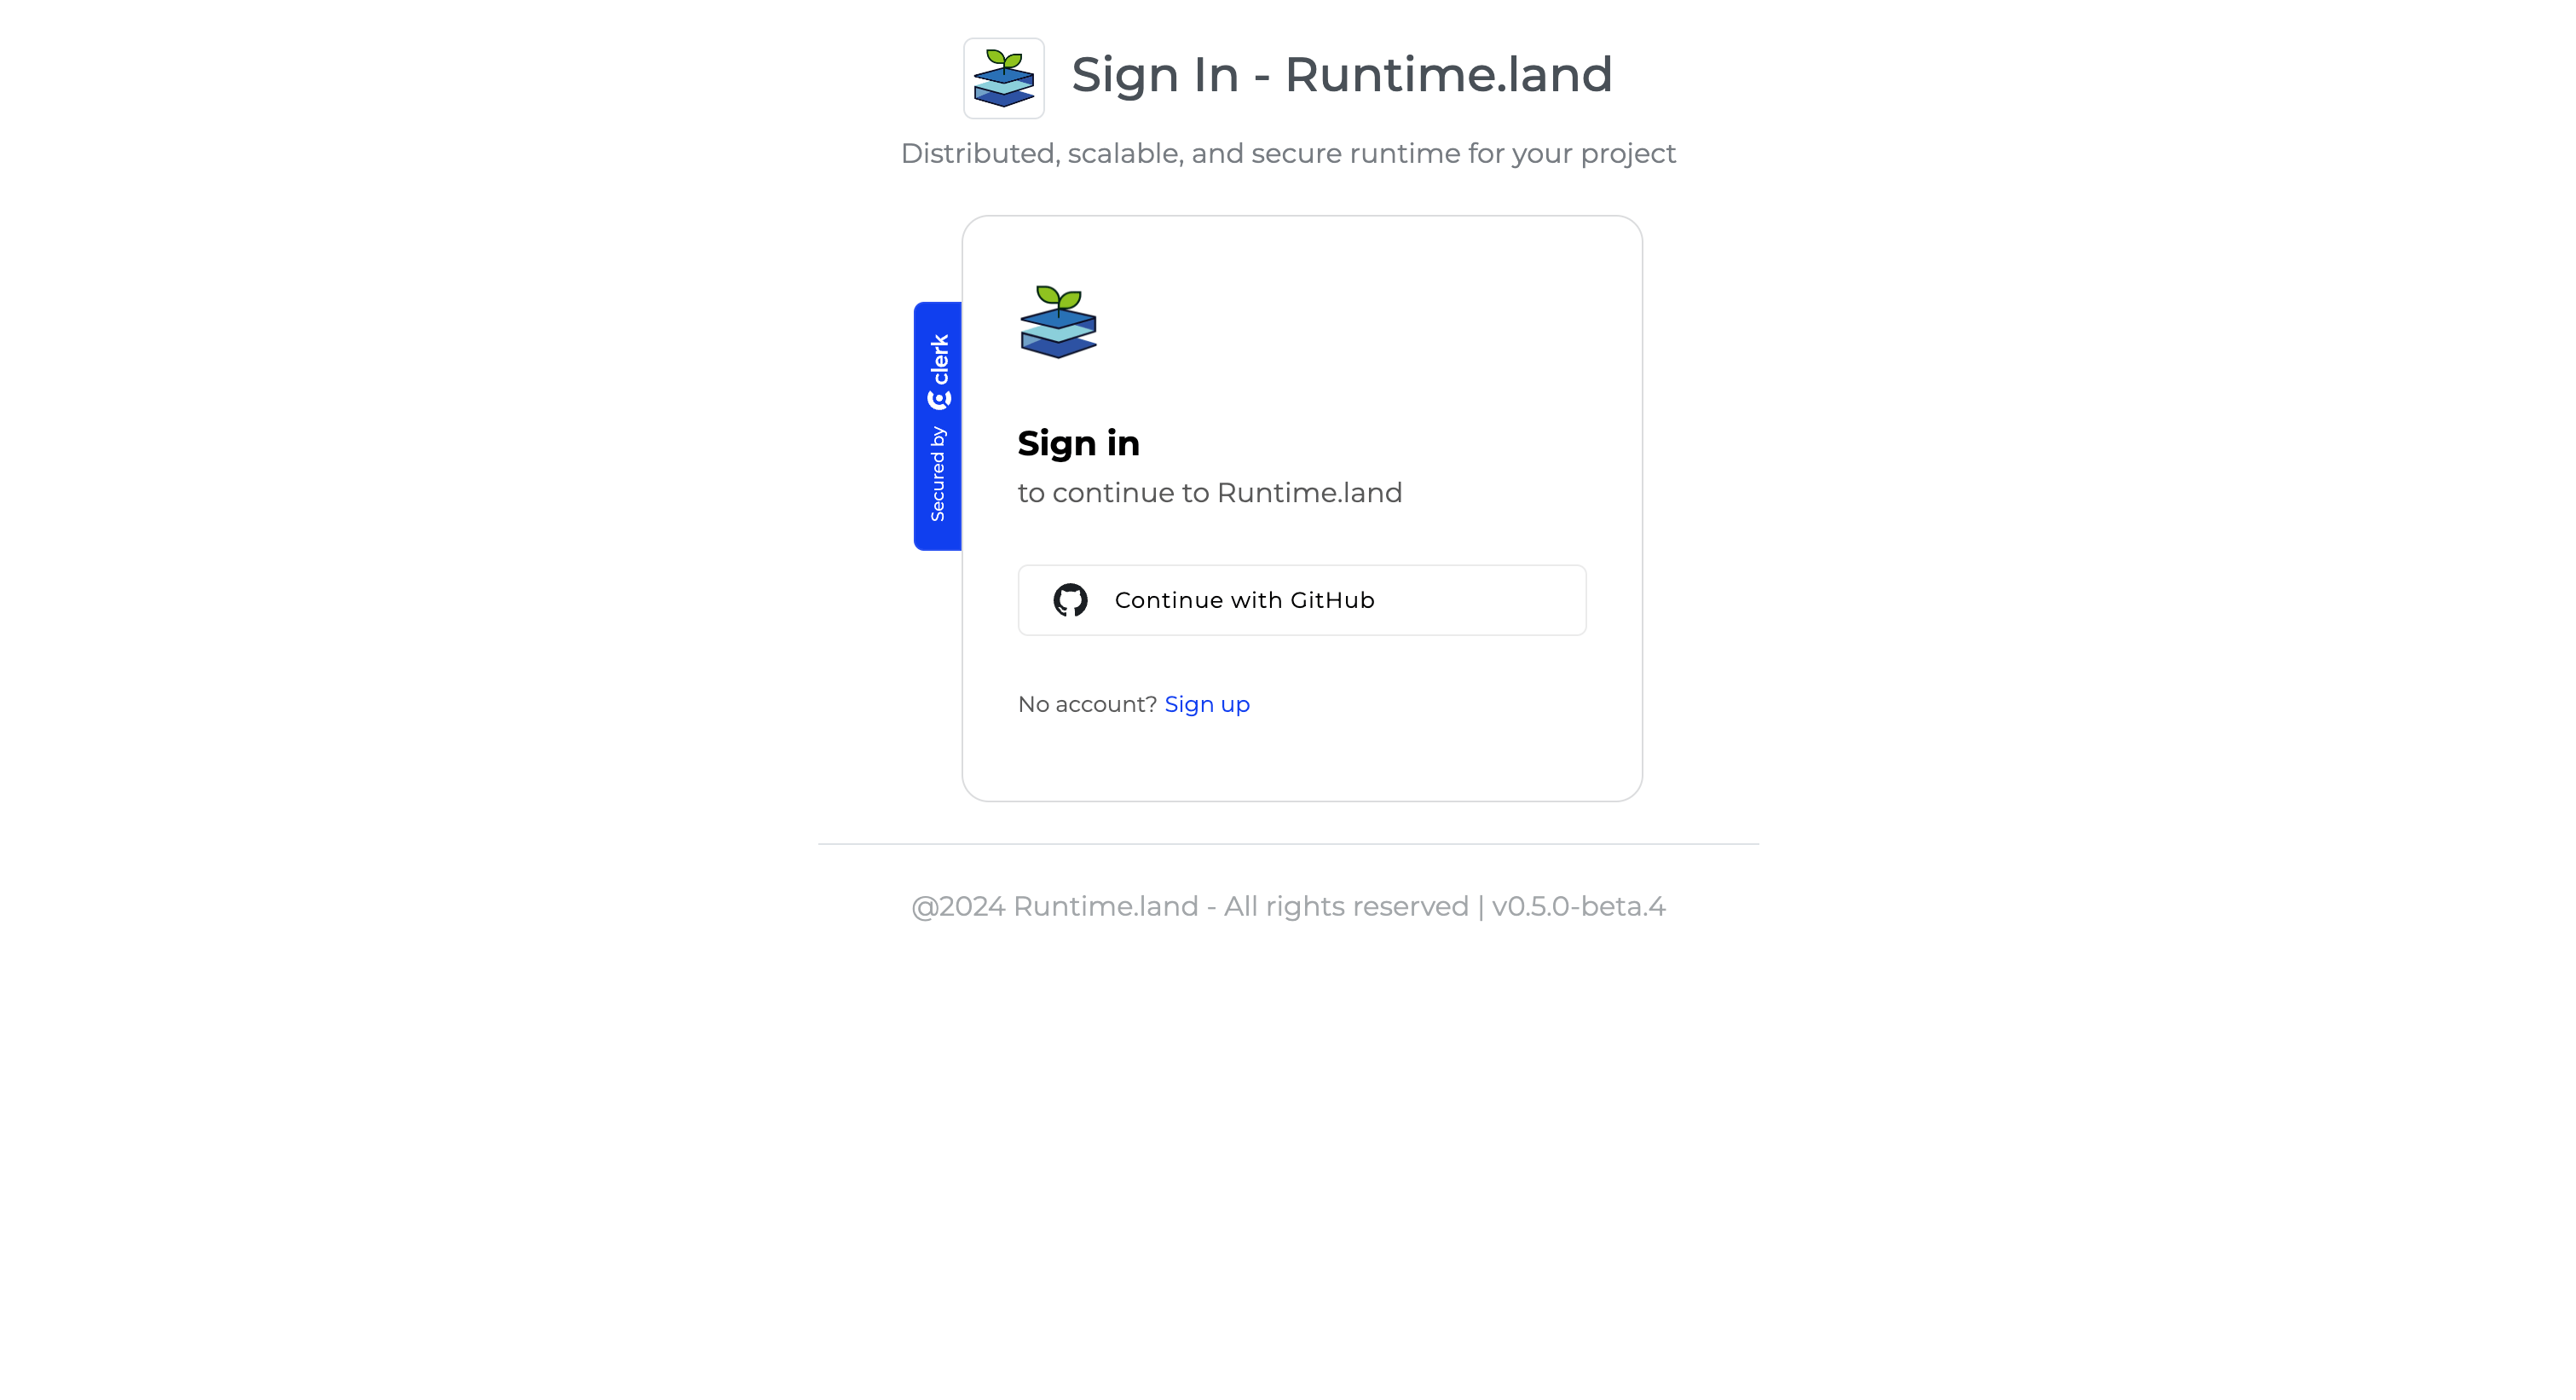 Sign In - Runtime.land
Distributed, scalable, and secure runtime for your project
Secured by clerk
Sign in
to continue to Runtime.land
Continue with GitHub
No account? Sign up
@2024 Runtime.land - All rights reserved | v0.5.0-beta.4